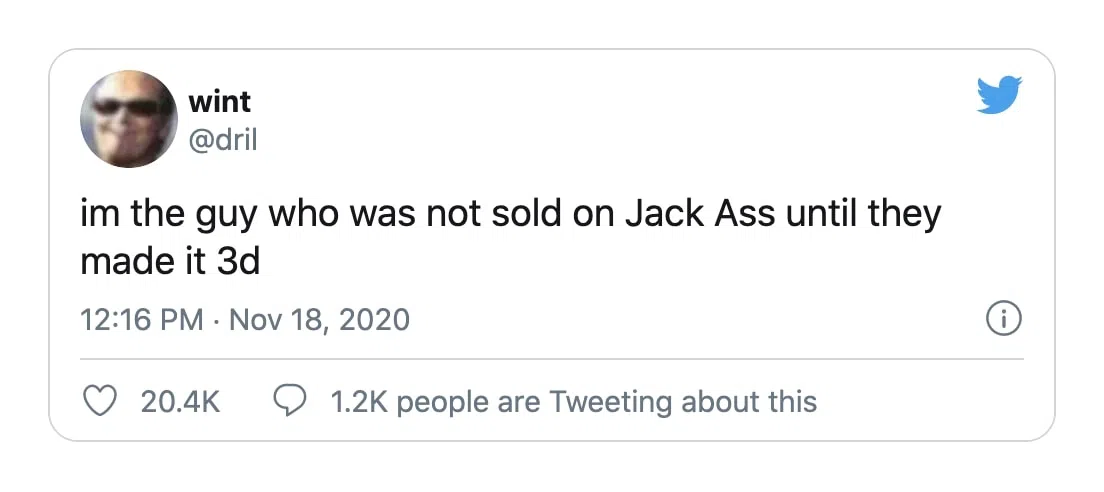 wint
@dril
im the guy who was not sold on Jack Ass until they
made it 3d
12:16 PM · Nov 18, 2020
20.4K 1.2K people are Tweeting about this